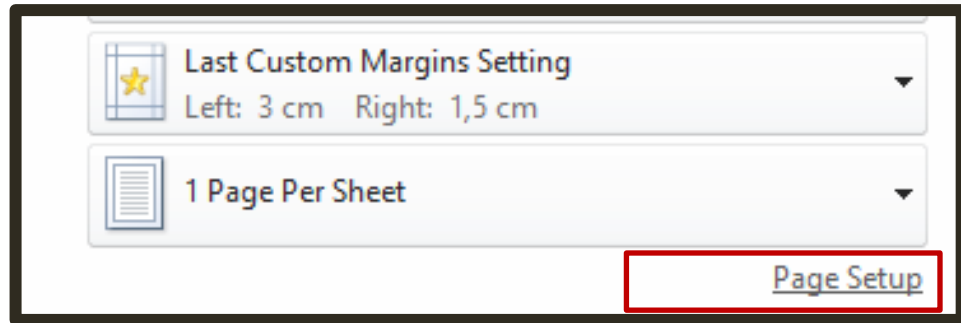 Last Custom Margins Setting
Left: 3 cm Right: 1,5 cm
1 Page Per Sheet
Page Setup